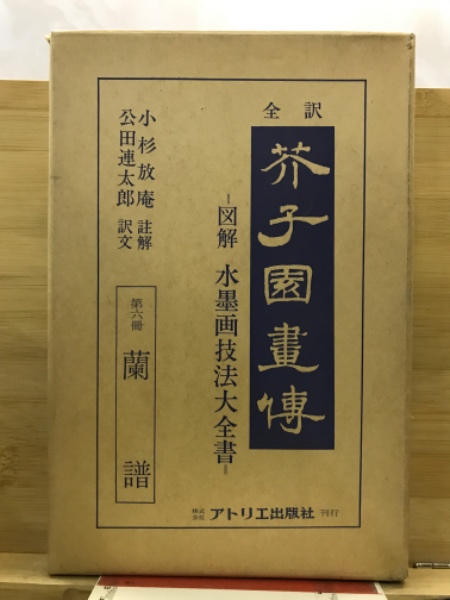 全訳
芥子園畫傳
=図解 水墨画技法大全書=
小杉放庵 註解
公田連太郎 訳文
第六冊 蘭譜
株式会社 アトリエ出版社 刊行